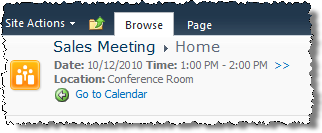 Site Actions Browse Page
Sales Meeting › Home
Date: 10/12/2010 Time: 1:00 PM - 2:00 PM >>
Location: Conference Room
Go to Calendar